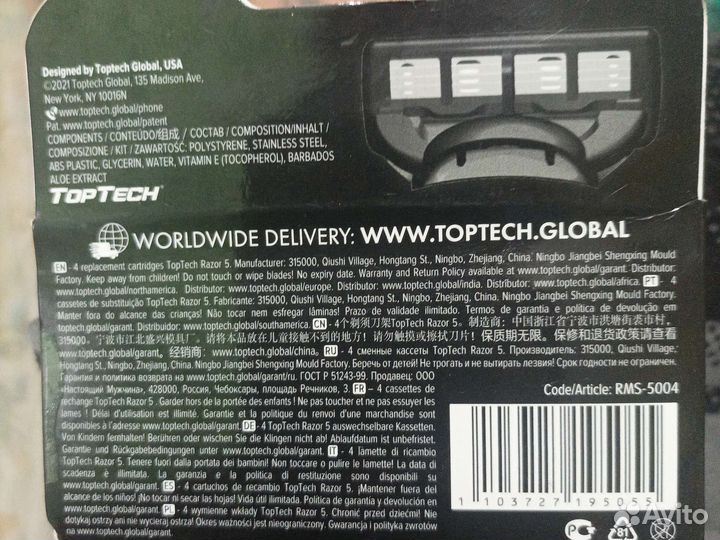 Designed by Toptech Global, USA
©2021 Toptech Global, 135 Madison Ave,
New York, NY 10016N
www.toptech.global/phone
Pat. www.toptech.global/patent
COMPONENTS / CONTEÚDO/组成 / СОСТАВ / COMPOSITION/INHALT /
COMPOSIZIONE / KIT / ZAWARTOŚĆ: POLYSTYRENE, STAINLESS STEEL,
ABS PLASTIC, GLYCERIN, WATER, VITAMIN E (TOCOPHEROL), BARBADOS
ALOE EXTRACT
TOPTECH
WORLDWIDE DELIVERY: WWW.TOPTECH.GLOBAL
EN - 4 replacement cartridges TopTech Razor 5. Manufacturer: 315000, Qiushi Village, Hongtang St., Ningbo, Zhejiang, China. Ningbo Jiangbei Shengxing Mould
Factory. Keep away from children! Do not touch or wipe blades! No expiry date. Warranty and Return Policy available at www.toptech.global/garant. Distributor:
www.toptech.global/northamerica. Distributor: www.toptech.global/europe. Distributor: www.toptech.global/india. Distributor: www.toptech.global/africa. PT - 4
cassetes de substituição TopTech Razor 5. Fabricante: 315000, Qiushi Village, Hongtang St., Ningbo, Zhejiang, China, Ningbo Jiangbei Shengxing Mould Factory.
Manter fora do alcance das crianças! Não tocar nem esfregar lâminas! Prazo de validade ilimitado. Termos de garantia e política de devolução em
www.toptech.global/garant. Distribuidor: www.toptech.global/southamerica. CN - 4个剃须刀架TopTech Razor 5. 制造商: 中国浙江省宁波市洪塘街裘市村,
315000。宁波市江北盛兴模具厂。请将本品放在儿童接触不到的地方! 请勿触摸或擦拭刀片! 保质期无限。保修和退货政策请查看
www.toptech.global/garant。经销商: www.toptech.global/china。 RU - 4 сменные кассеты TopTech Razor 5. Производитель: 315000, Qiushi Village,
Hongtang St., Ningbo, Zhejiang, China, Ningbo Jiangbei Shengxing Mould Factory. Беречь от детей! Не трогать и не вытирать лезвия! Срок годности не ограничен.
Гарантия и политика возврата на www.toptech.global/garant/ru. ГОСТ Р 51243-99. Продавец: ООО
«Настоящий Мужчина», 428000, Россия, Чебоксары, площадь Речников, 3. FR - 4 cassettes de
rechange TopTech Razor 5. Garder hors de la portée des enfants! Ne pas toucher et ne pas essuyer les
lames ! Délai d'utilisation est illimité. Garantie et la politique du renvoi d'une marchandise sont
disponibles à l'adresse www.toptech.global/garant. DE - 4 TopTech Razor 5 auswechselbare Kassetten.
Von Kindern fernhalten! Berühren oder wischen Sie die Klingen nicht ab! Ablaufdatum ist unbefristet.
Garantie und Rückgabebedingungen unter www.toptech.global/garant. IT - 4 lamette di ricambio
TopTech Razor 5. Tenere fuori dalla portata dei bambini! Non toccare o pulire le lamette! La data di
scadenza è illimitata. La garanzia e la politica di restituzione sono disponibili su
www.toptech.global/garant. ES - 4 cartuchos de recambio TopTech Razor 5. ¡Mantener fuera del
alcance de los niños! ¡No tocar ni secar las hojas! Vida útil ilimitada. Política de garantía y devolución en
www.toptech.global/garant. PL - 4 wymienne wkłady TopTech Razor 5. Chronić przed dziećmi! Nie
dotykaj ostrzy ani nie wycieraj ostrza! Okres ważności jest nieograniczony. Gwarancja i polityka zwrotów
na www.toptech.global/garant.
Code/Article: RMS-5004
1 103727 195055
81
Avito